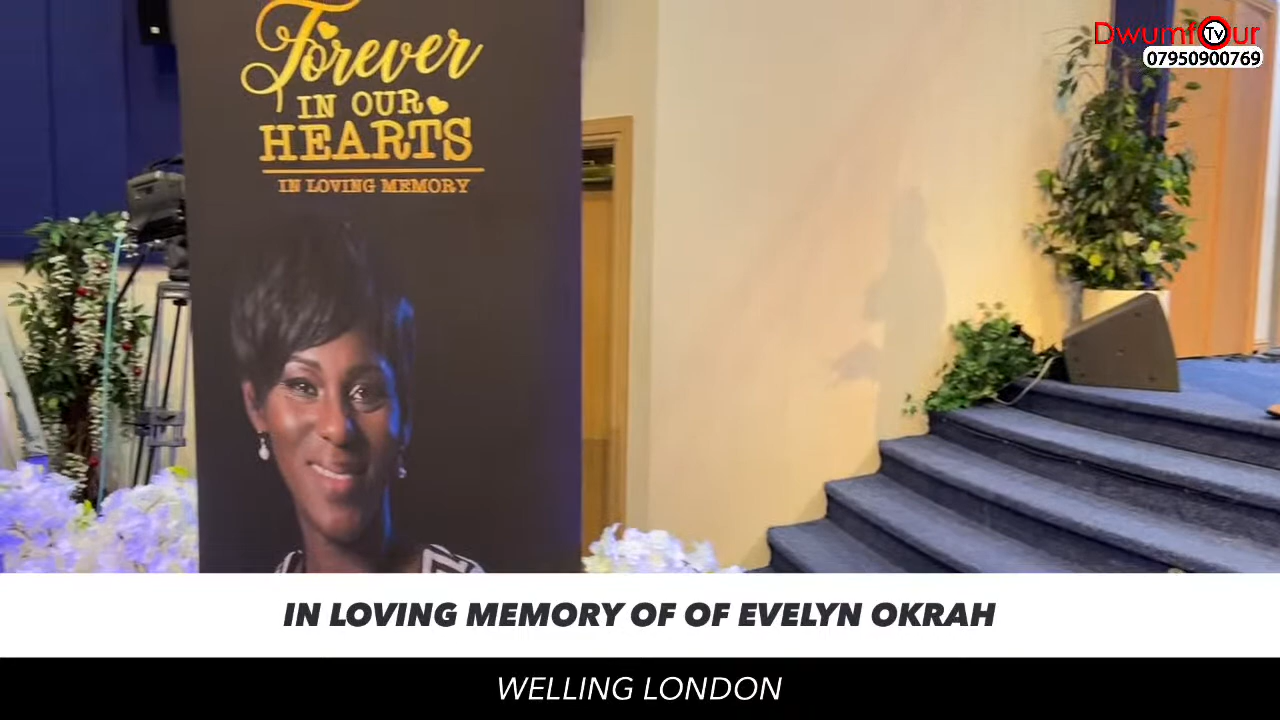 Forever
IN OUR
HEARTS
IN LOVING MEMORY
Dwumfour
Tv
07950900769
IN LOVING MEMORY OF OF EVELYN OKRAH
WELLING LONDON